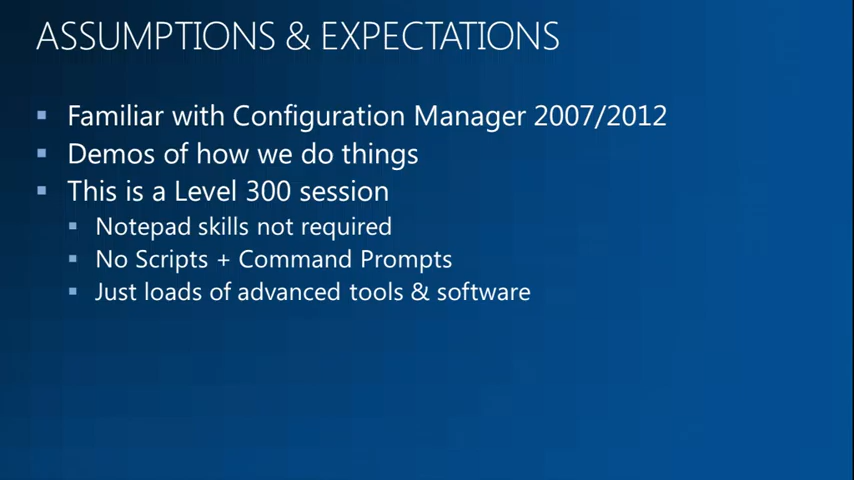 ASSUMPTIONS & EXPECTATIONS
Familiar with Configuration Manager 2007/2012
Demos of how we do things
This is a Level 300 session
Notepad skills not required
No Scripts + Command Prompts
Just loads of advanced tools & software